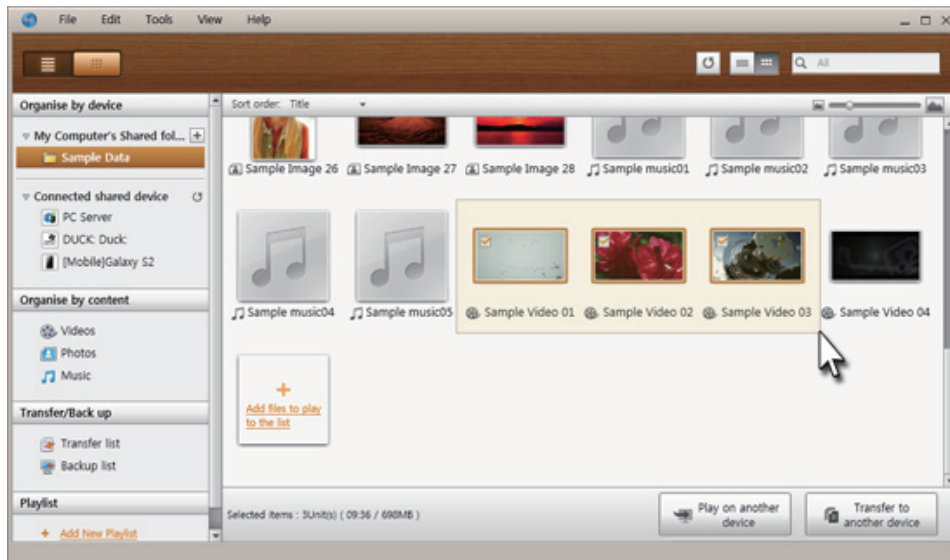 File Edit Tools View Help
All
Organise by device
My Computer's Shared fol...
Sample Data
Connected shared device
PC Server
DUCK: Duck:
[Mobile]Galaxy S2
Organise by content
Videos
Photos
Music
Transfer/Back up
Transfer list
Backup list
Playlist
Add New Playlist
Sort order: Title
Sample Image 26 Sample Image 27 Sample Image 28 Sample music01 Sample music02 Sample music03
Sample music04 Sample music05 Sample Video 01 Sample Video 02 Sample Video 03 Sample Video 04
Add files to play
to the list
Selected items : 3Unit(s) ( 09:36 / 698MB )
Play on another
device
Transfer to
another device